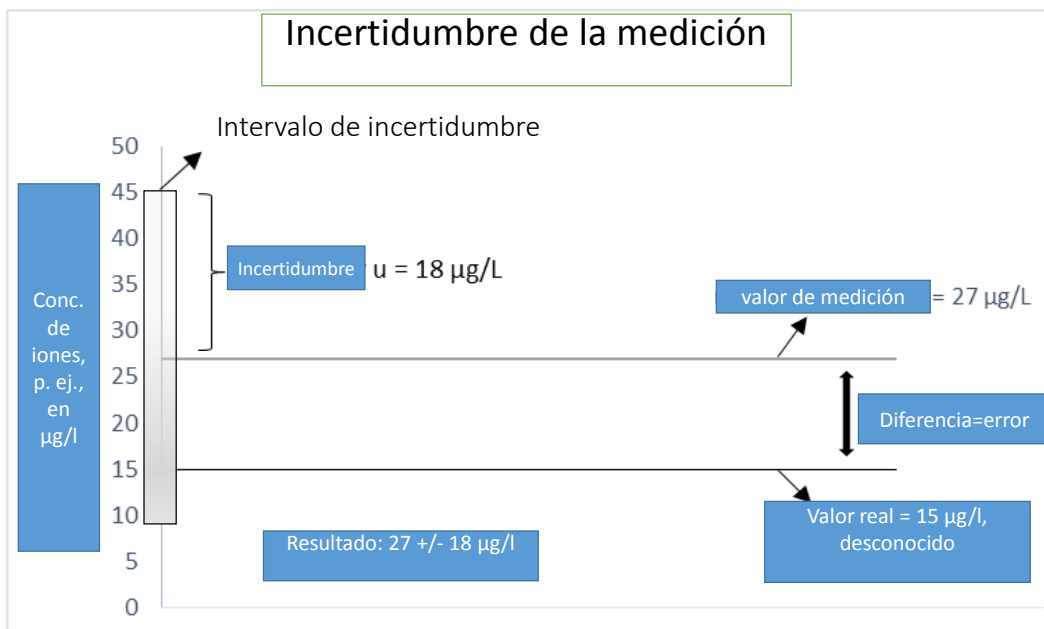 Incertidumbre de la medición
Intervalo de incertidumbre
50
45
40
35
30
25
20
15
10
5
0
Conc.
de
iones,
p. ej.,
en
µg/l
Incertidumbre u = 18 µg/L
valor de medición = 27 µg/L
Diferencia=error
Valor real = 15 µg/l,
desconocido
Resultado: 27 +/- 18 µg/l